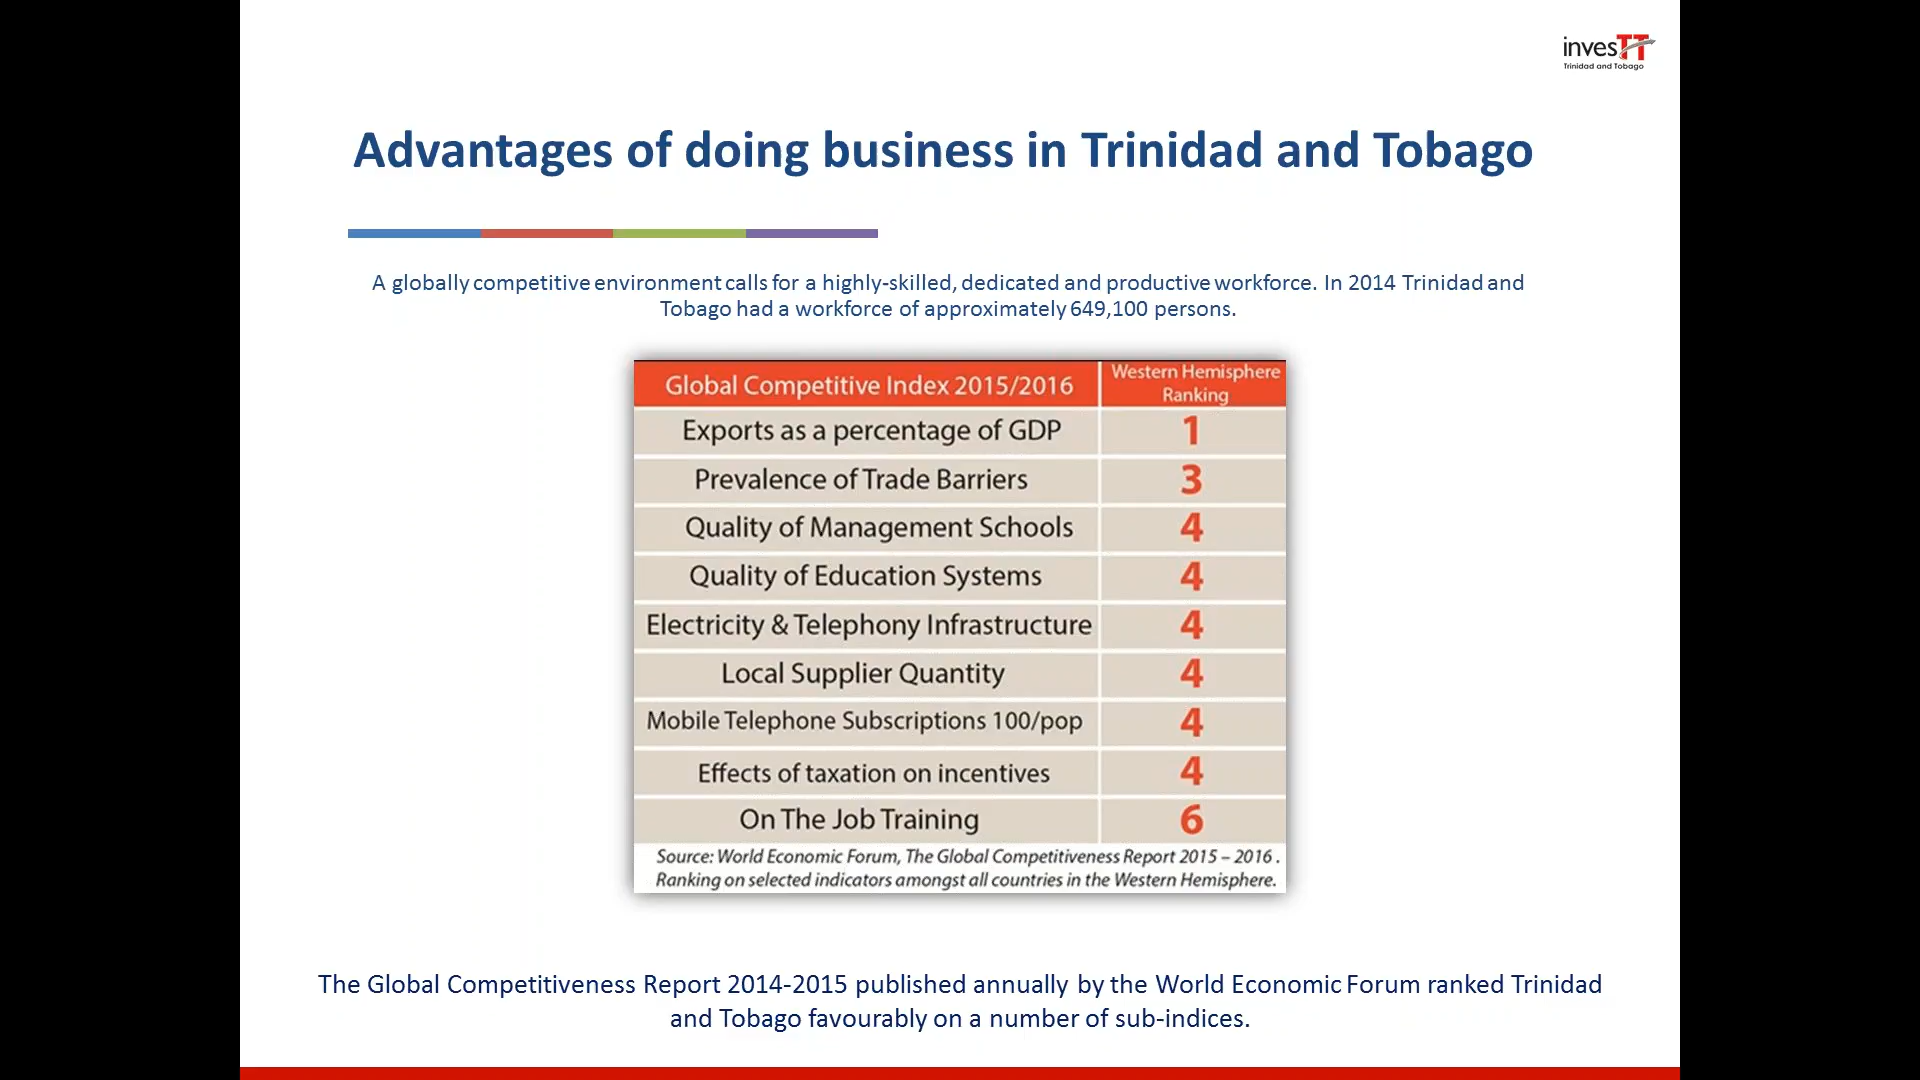 invesTT
Trinidad and Tobago
Advantages of doing business in Trinidad and Tobago
A globally competitive environment calls for a highly-skilled, dedicated and productive workforce. In 2014 Trinidad and
Tobago had a workforce of approximately 649,100 persons.
Global Competitive Index 2015/2016
Western Hemisphere
Ranking
Exports as a percentage of GDP 1
Prevalence of Trade Barriers 3
Quality of Management Schools 4
Quality of Education Systems 4
Electricity & Telephony Infrastructure 4
Local Supplier Quantity 4
Mobile Telephone Subscriptions 100/pop 4
Effects of taxation on incentives 4
On The Job Training 6
Source: World Economic Forum, The Global Competitiveness Report 2015 – 2016 .
Ranking on selected indicators amongst all countries in the Western Hemisphere.
The Global Competitiveness Report 2014-2015 published annually by the World Economic Forum ranked Trinidad
and Tobago favourably on a number of sub-indices.